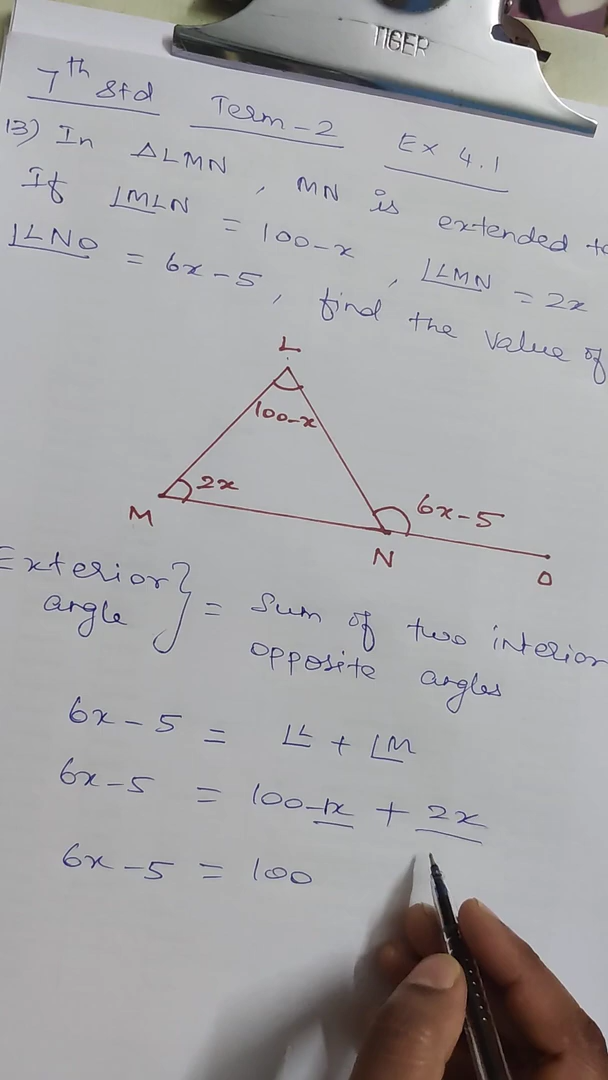 TIGER
7th Std Term-2 Ex 4.1
13) In ΔLMN, MN is extended to
If ∠MLN = 100-x, ∠LMN = 2x
∠LNO = 6x-5, find the value of
L
100-x
2x
6x-5
M
N
O
Exterior
angle } = Sum of two interior
opposite angles
6x-5 = ∠L + ∠M
6x-5 = 100-1x + 2x
6x-5 = 100